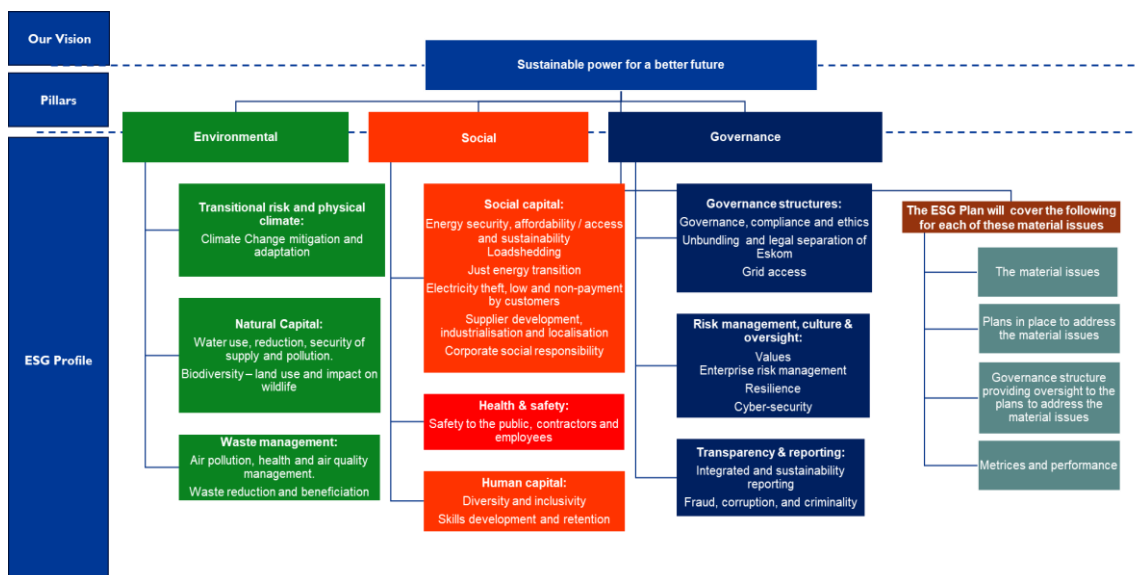 Our Vision
Sustainable power for a better future
Pillars
Environmental
Social
Governance
ESG Profile
Transitional risk and physical
climate:
Climate Change mitigation and
adaptation
Natural Capital:
Water use, reduction, security of
supply and pollution.
Biodiversity – land use and impact on
wildlife
Waste management:
Air pollution, health and air quality
management.
Waste reduction and beneficiation
Social capital:
Energy security, affordability / access
and sustainability
Loadshedding
Just energy transition
Electricity theft, low and non-payment
by customers
Supplier development,
industrialisation and localisation
Corporate social responsibility
Health & safety:
Safety to the public, contractors and
employees
Human capital:
Diversity and inclusivity
Skills development and retention
Governance structures:
Governance, compliance and ethics
Unbundling and legal separation of
Eskom
Grid access
Risk management, culture &
oversight:
Values
Enterprise risk management
Resilience
Cyber-security
Transparency & reporting:
Integrated and sustainability
reporting
Fraud, corruption, and criminality
The ESG Plan will cover the following
for each of these material issues
The material issues
Plans in place to address
the material issues
Governance structure
providing oversight to the
plans to address the
material issues
Metrices and performance